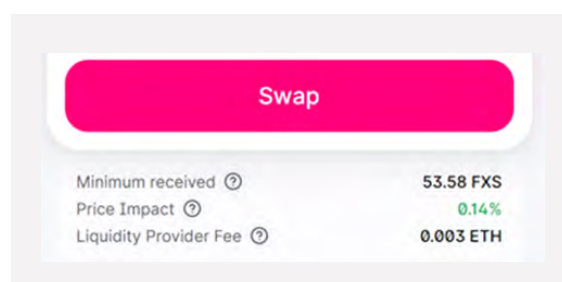 Swap
Minimum received ? 53.58 FXS
Price Impact ? 0.14%
Liquidity Provider Fee ? 0.003 ETH